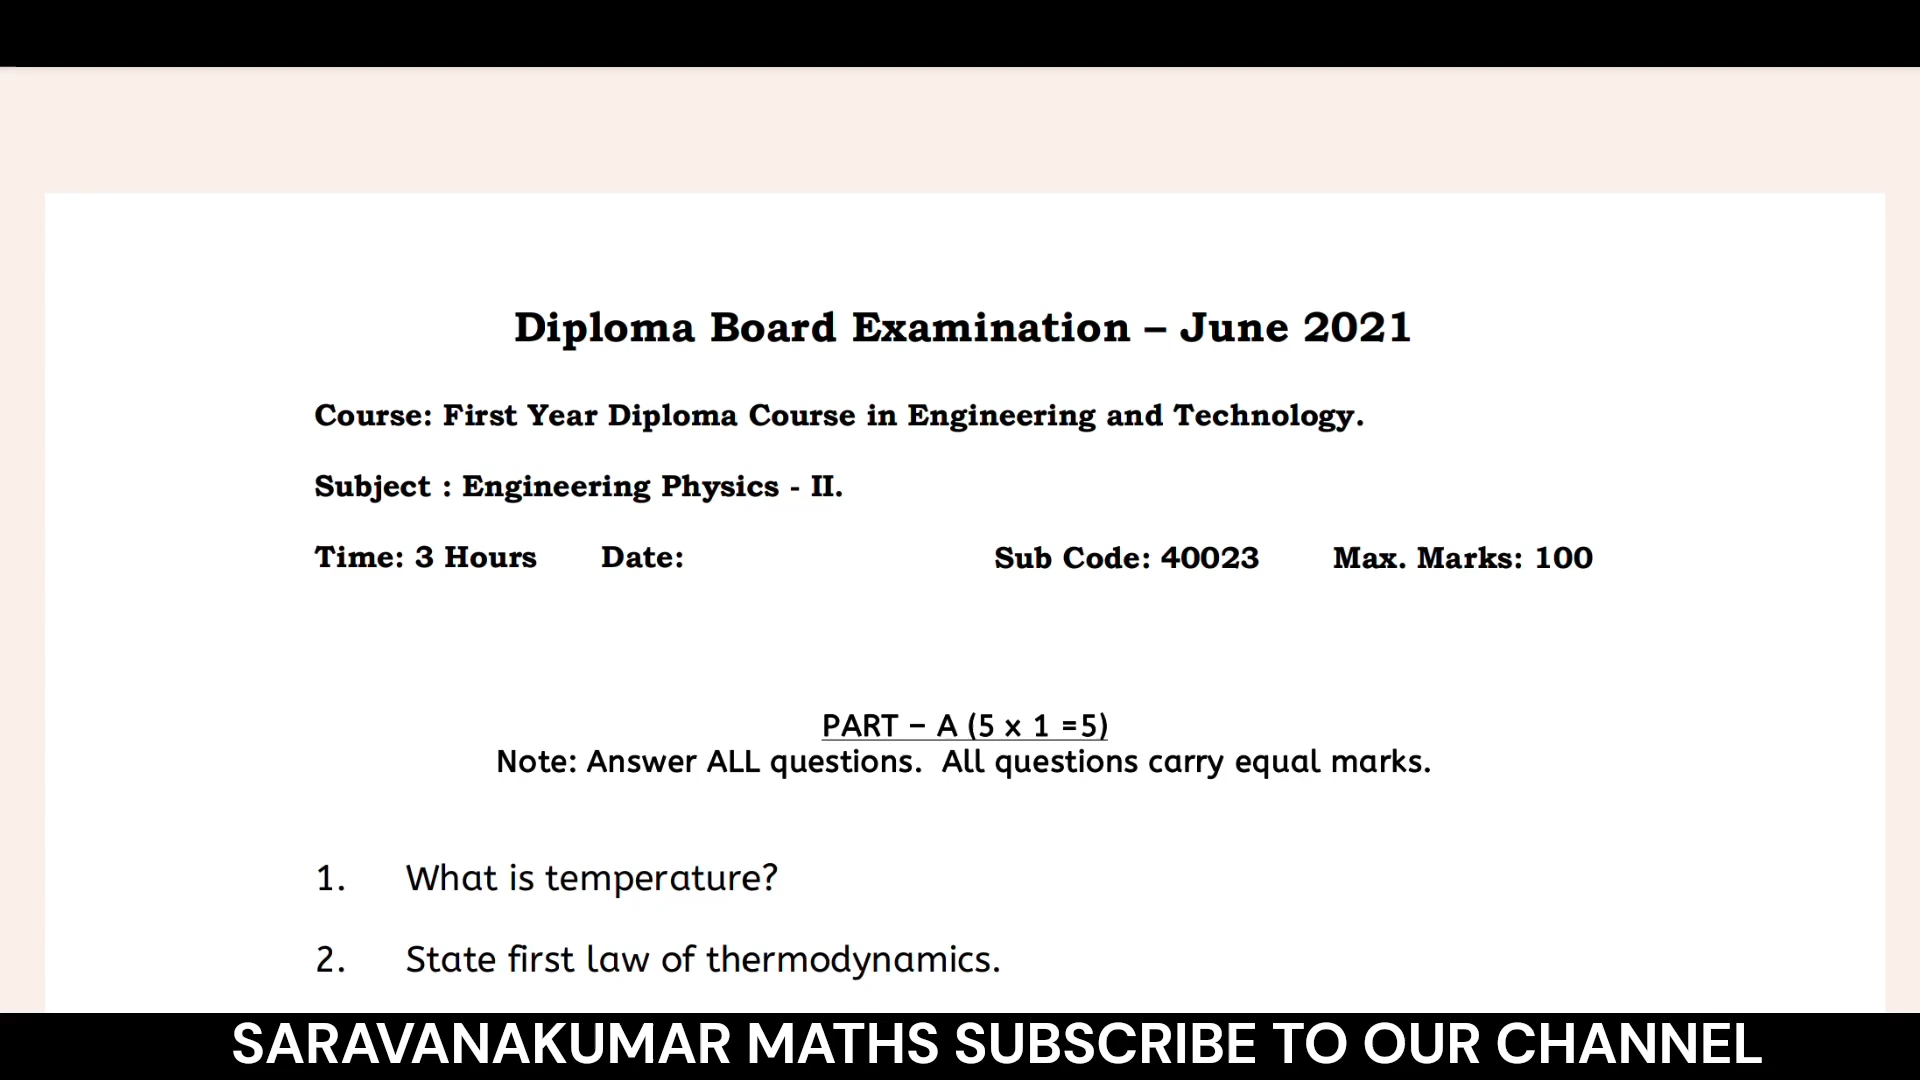 Diploma Board Examination – June 2021
Course: First Year Diploma Course in Engineering and Technology.
Subject : Engineering Physics - II.
Time: 3 Hours Date: Sub Code: 40023 Max. Marks: 100
PART – A (5 x 1 =5)
Note: Answer ALL questions. All questions carry equal marks.
1. What is temperature?
2. State first law of thermodynamics.
SARAVANAKUMAR MATHS SUBSCRIBE TO OUR CHANNEL